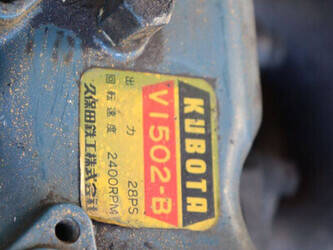 KUBOTA
V1502-B
出力 28PS
回転速度 2400RPM
久保田鉄工株式会社